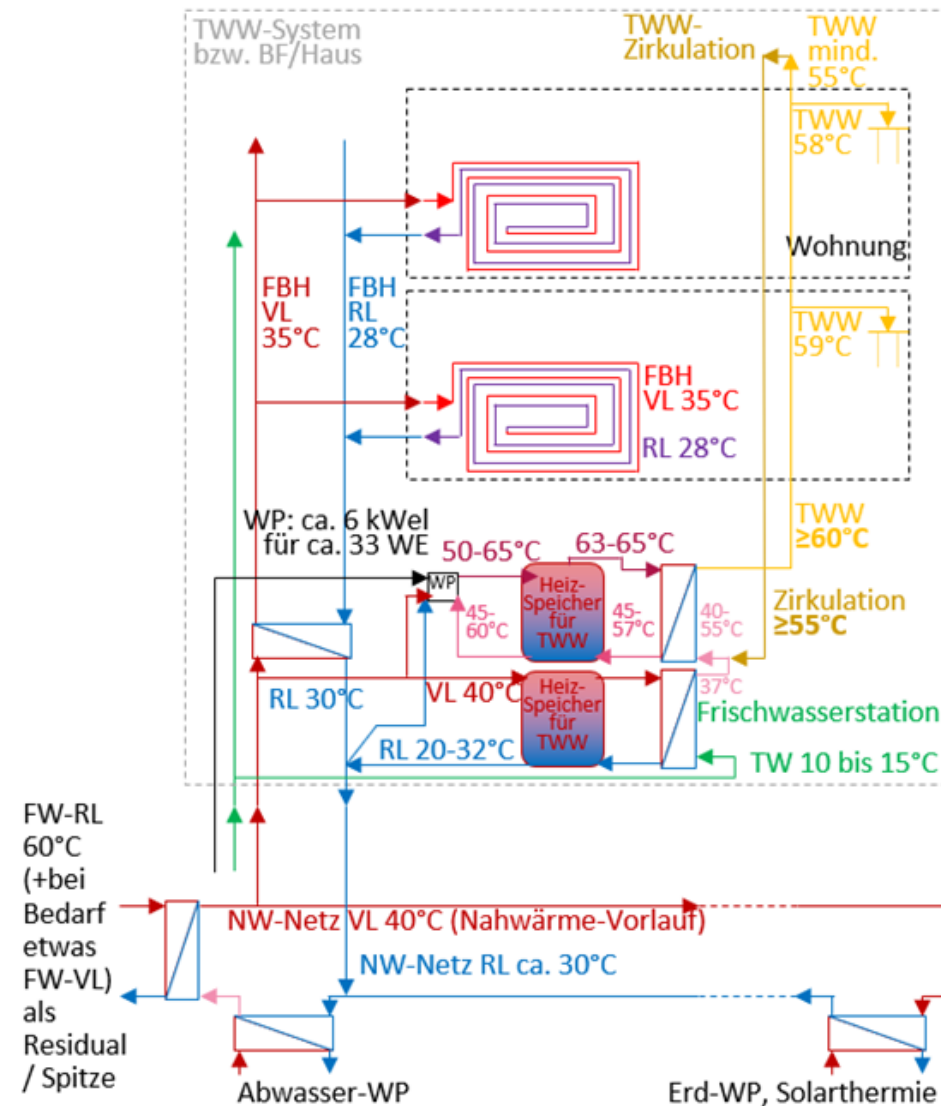 TWW-System
bzw. BF/Haus
TWW-
Zirkulation
TWW
mind.
55°C
TWW
58°C
Wohnung
FBH
VL
35°C
FBH
RL
28°C
TWW
59°C
FBH
VL 35°C
RL 28°C
WP: ca. 6 kWel
für ca. 33 WE
TWW
≥60°C
50-65°C
63-65°C
WP
Heiz-
Speicher
für
TWW
45-
60°C
45-
57°C
40-
55°C
Zirkulation
≥55°C
37°C
RL 30°C
VL 40°C
Heiz-
Speicher
für
TWW
Frischwasserstation
RL 20-32°C
TW 10 bis 15°C
FW-RL
60°C
(+bei
Bedarf
etwas
FW-VL)
als
Residual
/ Spitze
NW-Netz VL 40°C (Nahwärme-Vorlauf)
NW-Netz RL ca. 30°C
Abwasser-WP
Erd-WP, Solarthermie